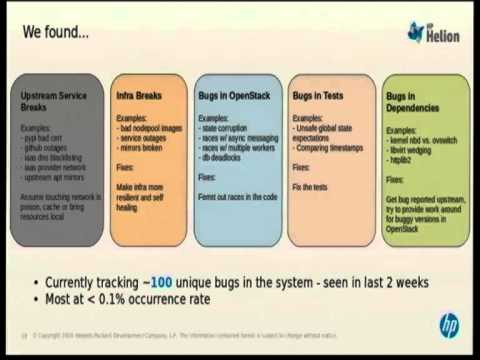 We found...
HP
Helion
Upstream Service
Breaks
Examples:
- pypi bad cert
- github outages
- iaas dns blacklisting
- iaas provider network
- upstream apt mirrors
Assume touching network is
poison, cache or bring
resources local
Infra Breaks
Examples:
- bad nodepool images
- service outages
- mirrors broken
Fixes:
Make infra more
resilient and self
healing
Bugs in OpenStack
Examples:
- state corruption
- races w/ async messaging
- races w/ multiple workers
- db deadlocks
Fixes:
Ferret out races in the code
Bugs in Tests
Examples:
- Unsafe global state
expectations
- Comparing timestamps
Fixes:
Fix the tests
Bugs in
Dependencies
Examples:
- kernel nbd vs. ovswitch
- libvirt wedging
- httplib2
Fixes:
Get bug reported upstream,
try to provide work around
for buggy versions in
OpenStack
• Currently tracking ~100 unique bugs in the system - seen in last 2 weeks
• Most at < 0.1% occurrence rate
© Copyright Hewlett-Packard Development Company, L.P. The information contained herein is subject to change without notice.
hp